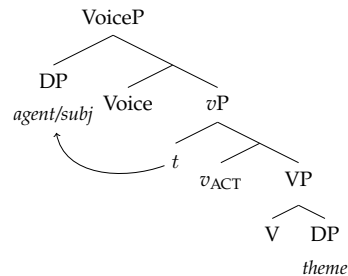 VoiceP
DP
agent/subj
Voice
vP
t
vACT
VP
V
DP
theme